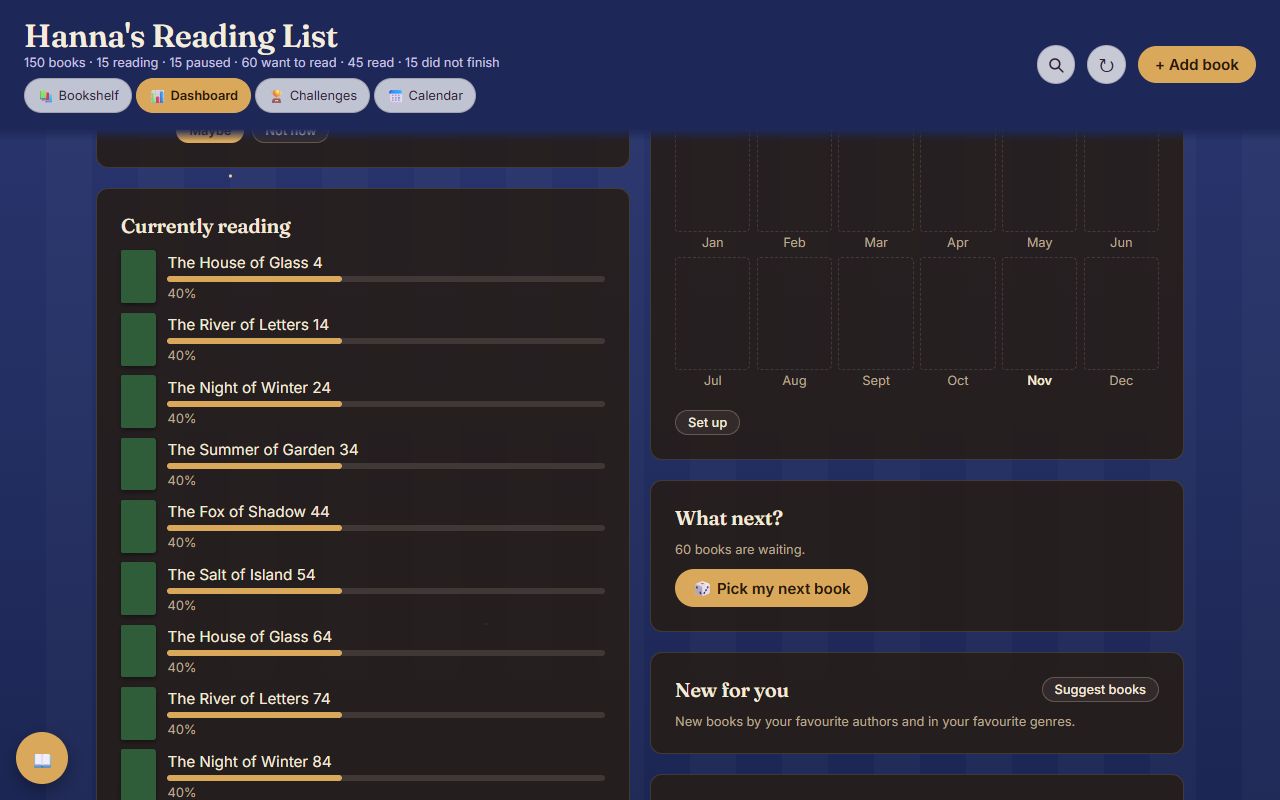 Hanna's Reading List
150 books · 15 reading · 15 paused · 60 want to read · 45 read · 15 did not finish
Bookshelf
Dashboard
Challenges
Calendar
+ Add book
Maybe
Not now
Currently reading
The House of Glass 4
40%
The River of Letters 14
40%
The Night of Winter 24
40%
The Summer of Garden 34
40%
The Fox of Shadow 44
40%
The Salt of Island 54
40%
The House of Glass 64
40%
The River of Letters 74
40%
The Night of Winter 84
40%
Jan Feb Mar Apr May Jun
Jul Aug Sept Oct Nov Dec
Set up
What next?
60 books are waiting.
Pick my next book
New for you
Suggest books
New books by your favourite authors and in your favourite genres.